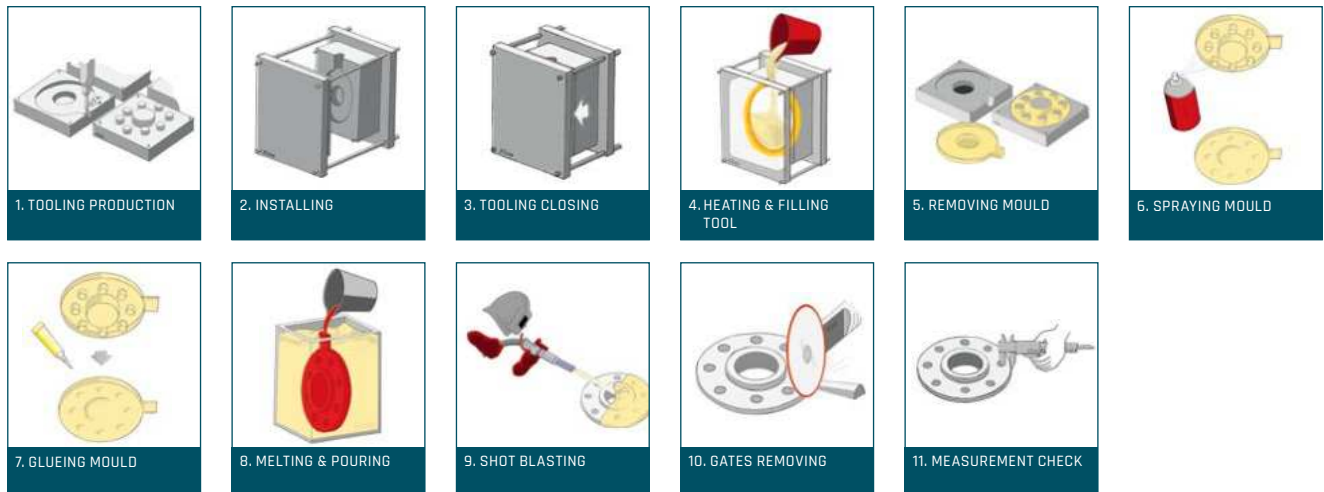 1. TOOLING PRODUCTION
2. INSTALLING
3. TOOLING CLOSING
4. HEATING & FILLING
TOOL
5. REMOVING MOULD
6. SPRAYING MOULD
7. GLUEING MOULD
8. MELTING & POURING
9. SHOT BLASTING
10. GATES REMOVING
11. MEASUREMENT CHECK